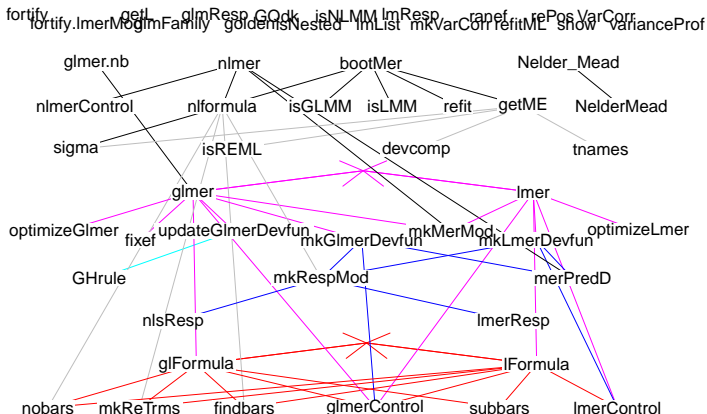 fortify getL glmResp GQdk isNLMM lmResp ranef rePos VarCorr
fortify.lmerMod glmFamily golden isNested lmList mkVarCorr refitML show varianceProf
glmer.nb nlmer bootMer Nelder_Mead
nlmerControl nlformula isGLMM isLMM refit getME NelderMead
sigma isREML devcomp tnames
glmer lmer
optimizeGlmer fixef updateGlmerDevfun mkGlmerDevfun mkMerMod mkLmerDevfun optimizeLmer
GHrule mkRespMod merPredD
nlsResp lmerResp
glFormula lFormula
nobars mkReTrms findbars glmerControl subbars lmerControl